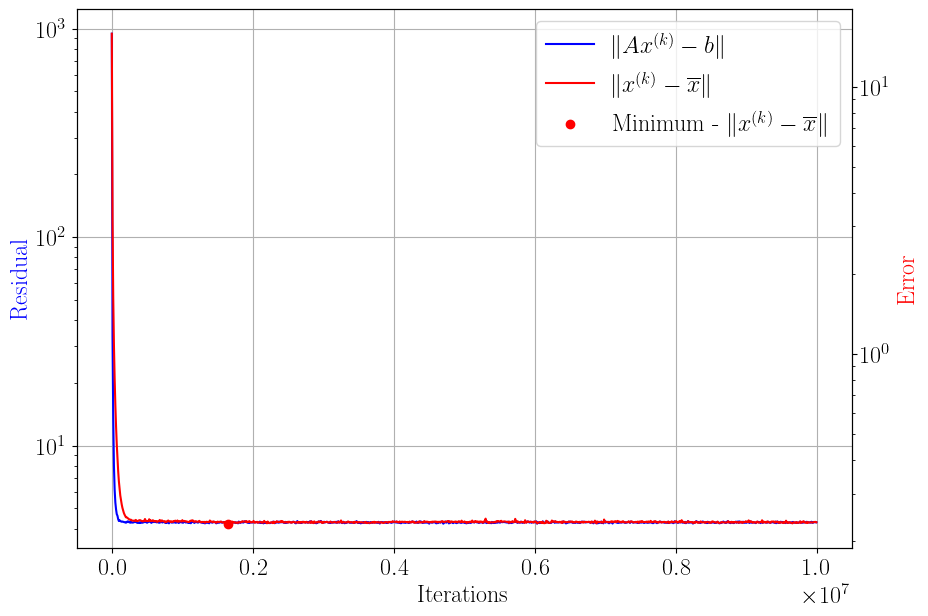 ‖Ax⁽ᵏ⁾ − b‖
‖x⁽ᵏ⁾ − x̅‖
Minimum - ‖x⁽ᵏ⁾ − x̅‖
10³
10²
10¹
Residual
10¹
10⁰
Error
0.0 0.2 0.4 0.6 0.8 1.0
Iterations
×10⁷